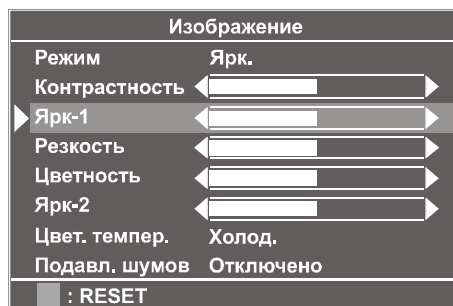 Изображение
Режим Ярк.
Контрастность
Ярк-1
Резкость
Цветность
Ярк-2
Цвет. темпер. Холод.
Подавл. шумов Отключено
: RESET